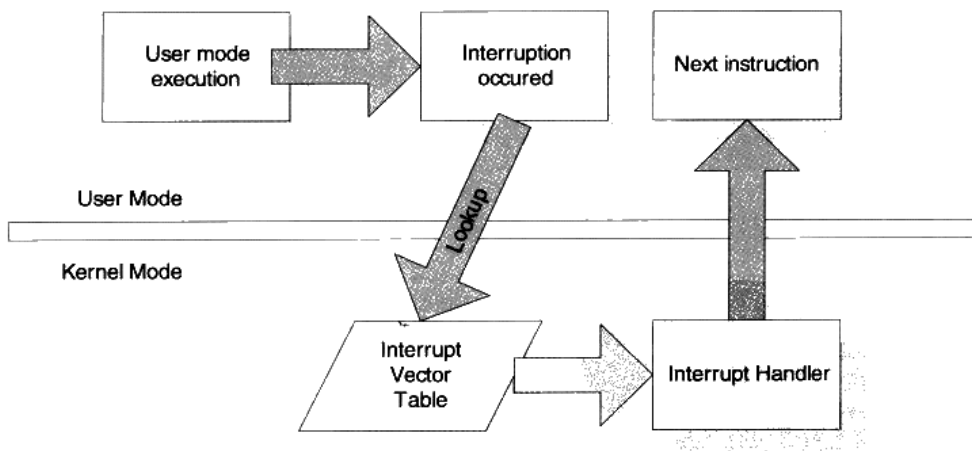 User mode
execution
Interruption
occured
Next instruction
User Mode
Lookup
Kernel Mode
Interrupt
Vector
Table
Interrupt Handler